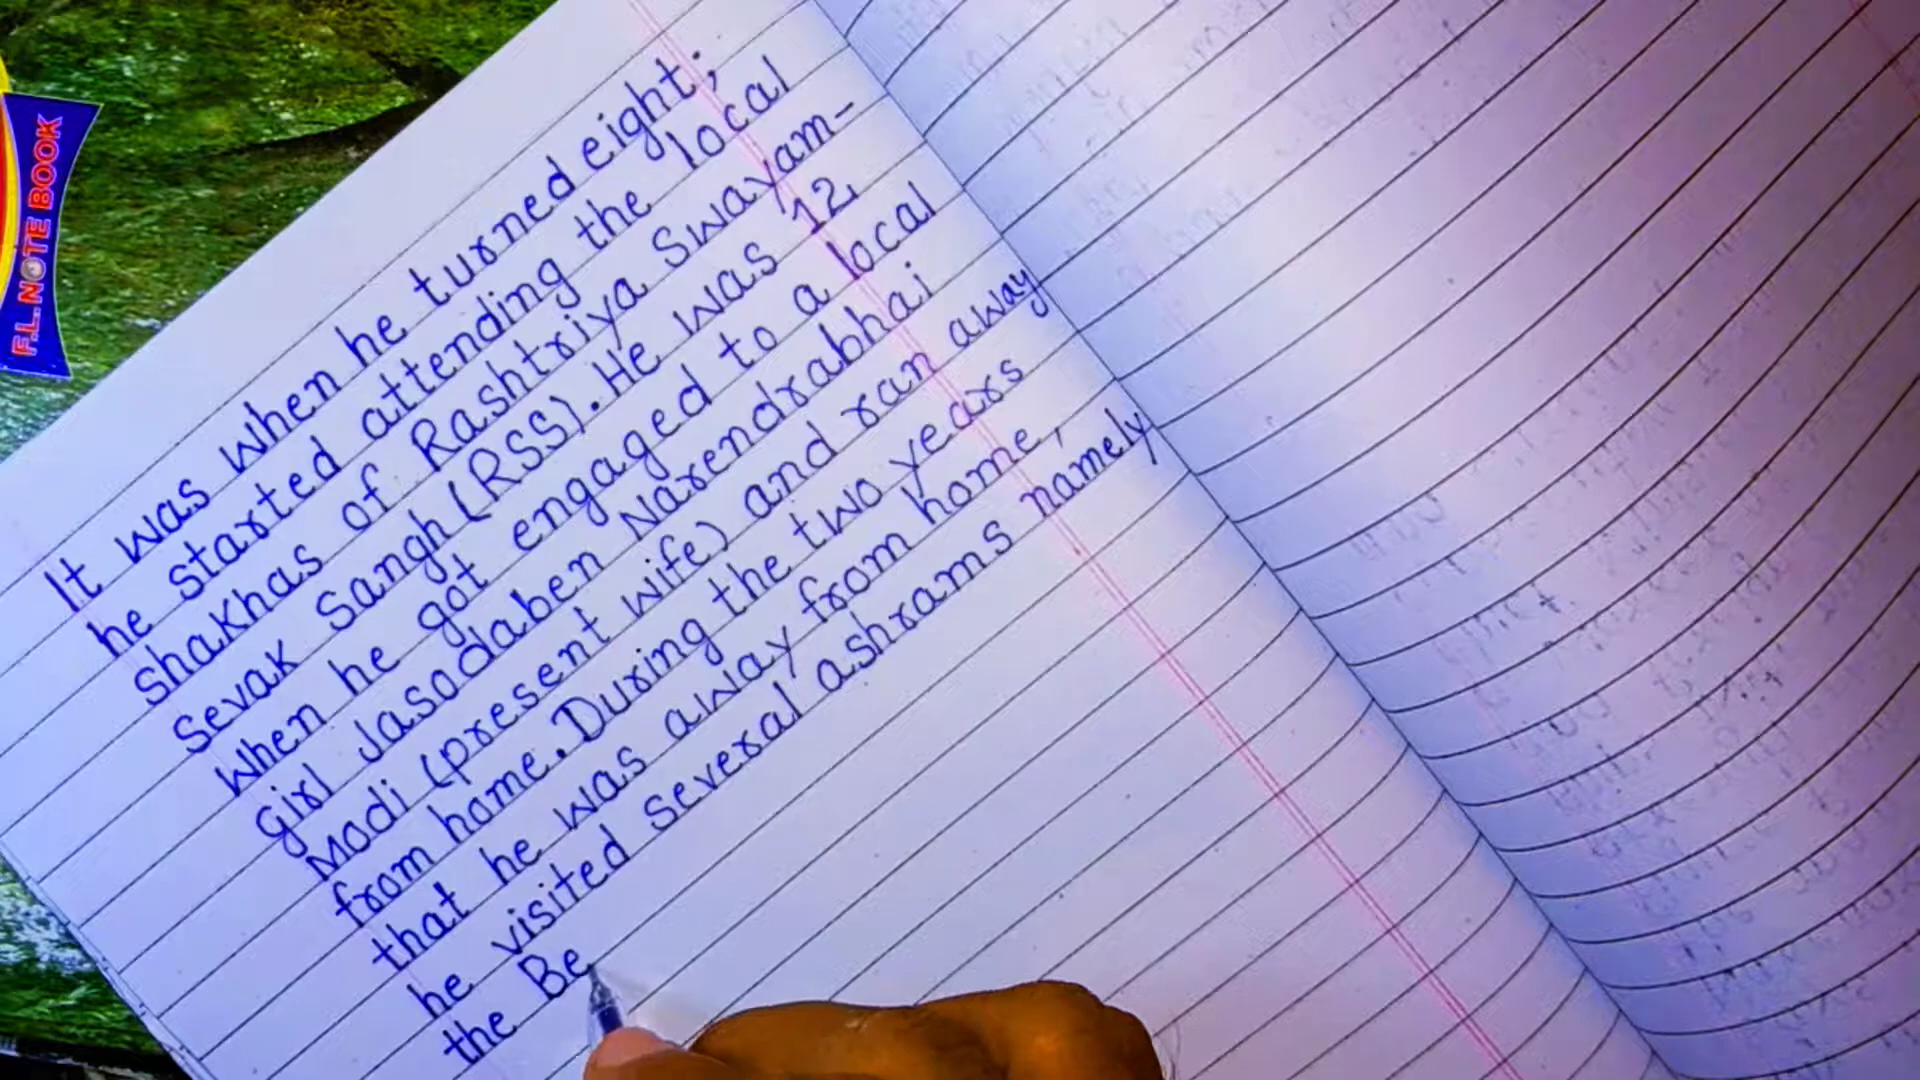 F.L. NOTE BOOK
It was when he turned eight;
he started attending the local
shakhas of Rashtriya Swayam-
Sevak Sangh (RSS). He was 12,
when he got engaged to a local
girl Jasodaben Narendrabhai
Modi (present wife) and ran away
from home. During the two years
that he was away from home,
he visited several ashrams namely
the Be